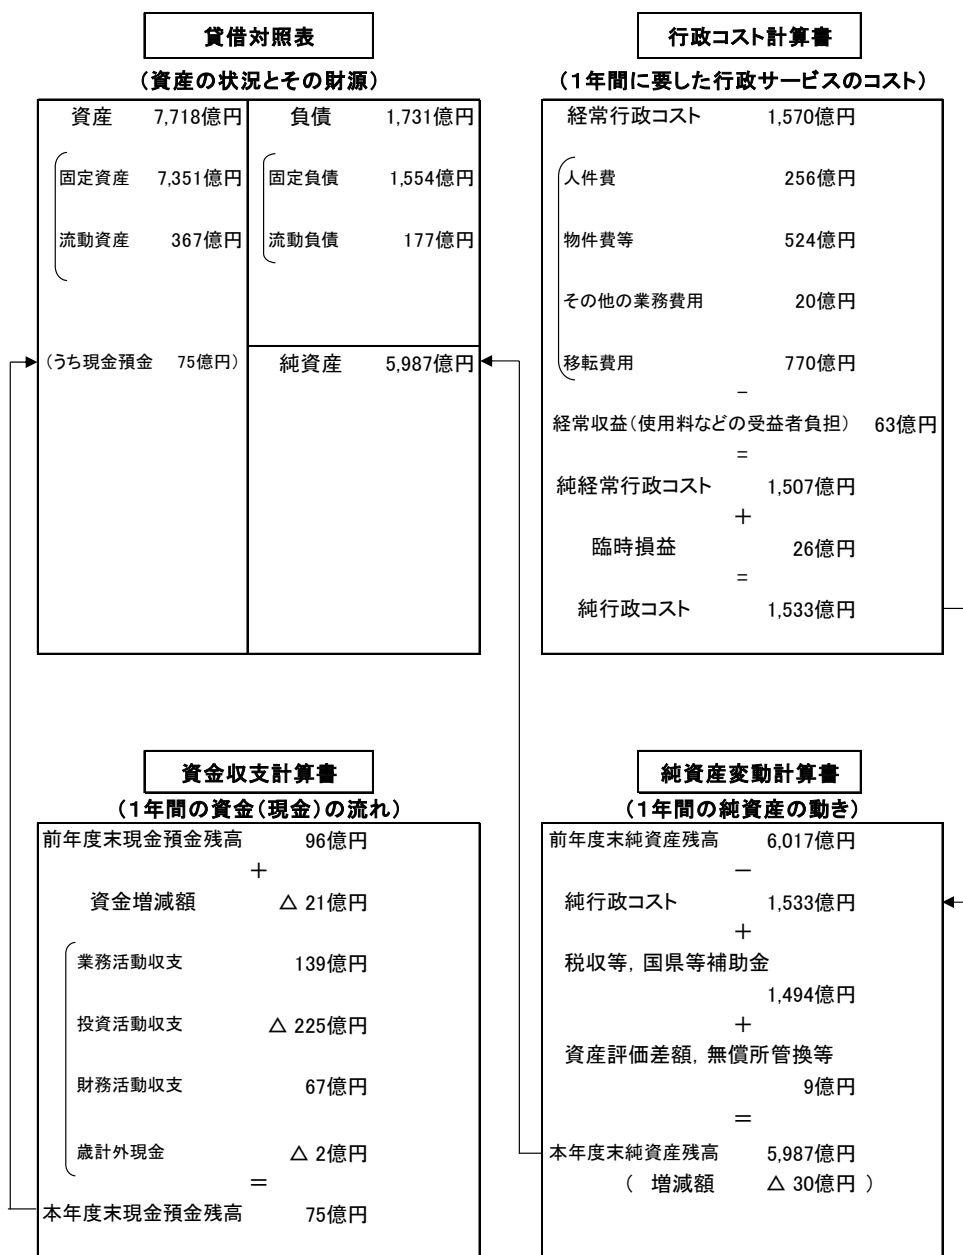 貸借対照表
(資産の状況とその財源)
資産 7,718億円 負債 1,731億円
固定資産 7,351億円 固定負債 1,554億円
流動資産 367億円 流動負債 177億円
(うち現金預金 75億円) 純資産 5,987億円
行政コスト計算書
(1年間に要した行政サービスのコスト)
経常行政コスト 1,570億円
人件費 256億円
物件費等 524億円
その他の業務費用 20億円
移転費用 770億円
−
経常収益(使用料などの受益者負担) 63億円
=
純経常行政コスト 1,507億円
+
臨時損益 26億円
=
純行政コスト 1,533億円
資金収支計算書
(1年間の資金(現金)の流れ)
前年度末現金預金残高 96億円
+
資金増減額 △ 21億円
業務活動収支 139億円
投資活動収支 △ 225億円
財務活動収支 67億円
歳計外現金 △ 2億円
=
本年度末現金預金残高 75億円
純資産変動計算書
(1年間の純資産の動き)
前年度末純資産残高 6,017億円
−
純行政コスト 1,533億円
+
税収等, 国県等補助金
1,494億円
+
資産評価差額, 無償所管換等
9億円
=
本年度末純資産残高 5,987億円
( 増減額 △ 30億円 )